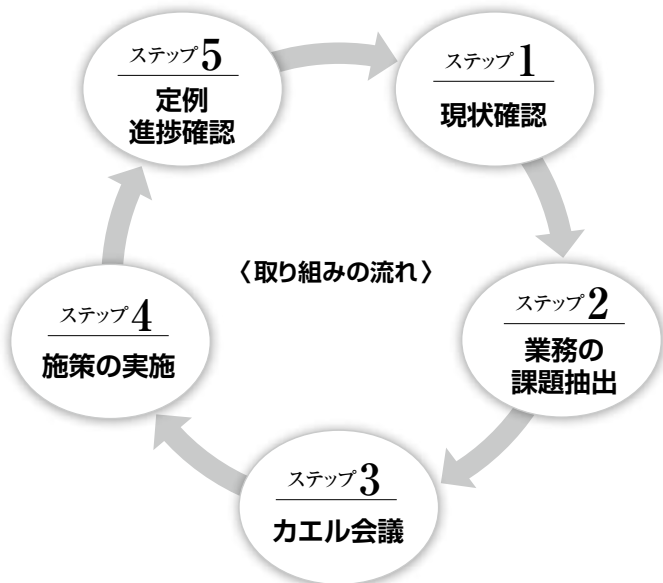 〈取り組みの流れ〉
ステップ1
現状確認
ステップ2
業務の
課題抽出
ステップ3
カエル会議
ステップ4
施策の実施
ステップ5
定例
進捗確認